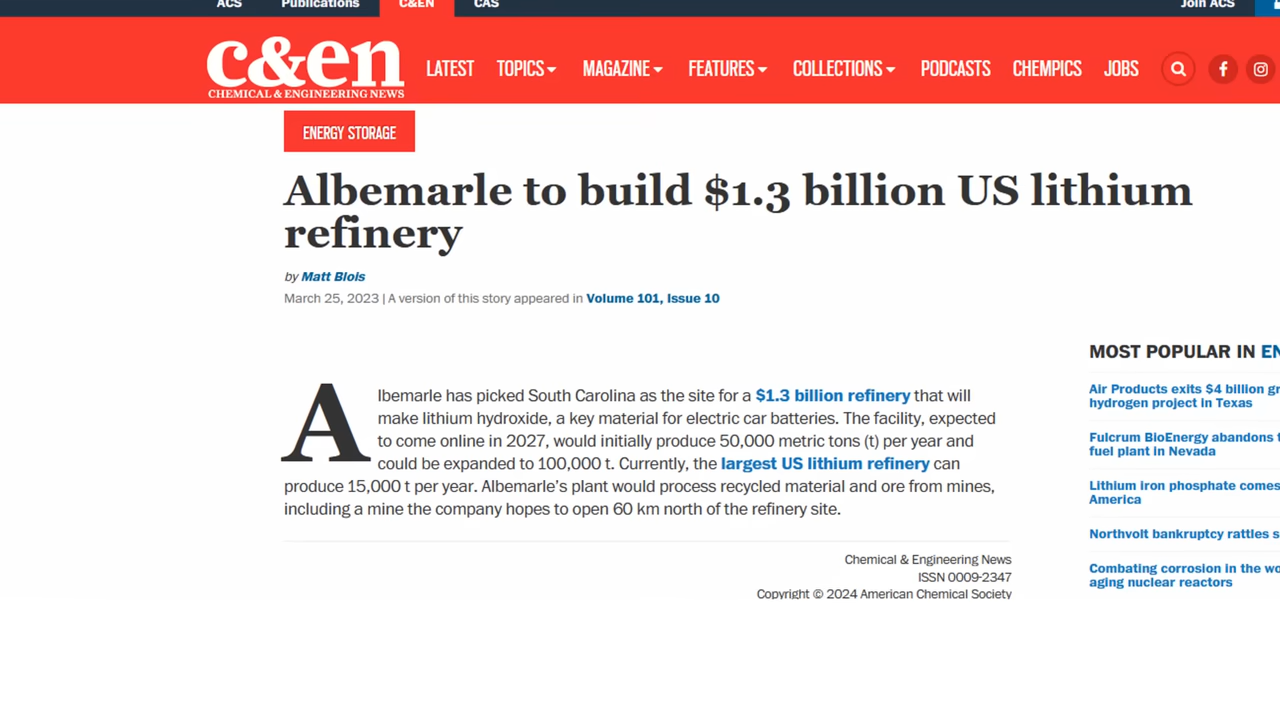 ACS Publications C&EN CAS Join ACS
c&en
CHEMICAL & ENGINEERING NEWS
LATEST TOPICS MAGAZINE FEATURES COLLECTIONS PODCASTS CHEMPICS JOBS
ENERGY STORAGE
Albemarle to build $1.3 billion US lithium
refinery
by Matt Blois
March 25, 2023 | A version of this story appeared in Volume 101, Issue 10
Albemarle has picked South Carolina as the site for a $1.3 billion refinery that will
make lithium hydroxide, a key material for electric car batteries. The facility, expected
to come online in 2027, would initially produce 50,000 metric tons (t) per year and
could be expanded to 100,000 t. Currently, the largest US lithium refinery can
produce 15,000 t per year. Albemarle's plant would process recycled material and ore from mines,
including a mine the company hopes to open 60 km north of the refinery site.
Chemical & Engineering News
ISSN 0009-2347
Copyright © 2024 American Chemical Society
MOST POPULAR IN
Air Products exits $4 billion
hydrogen project in Texas
Fulcrum BioEnergy abandons
fuel plant in Nevada
Lithium iron phosphate comes
America
Northvolt bankruptcy rattles
Combating corrosion in the
aging nuclear reactors